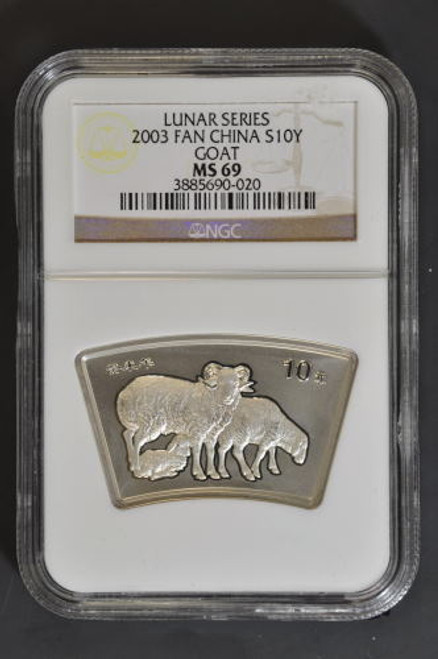 LUNAR SERIES
2003 FAN CHINA S10Y
GOAT
MS 69
3885690-020
NGC
10元